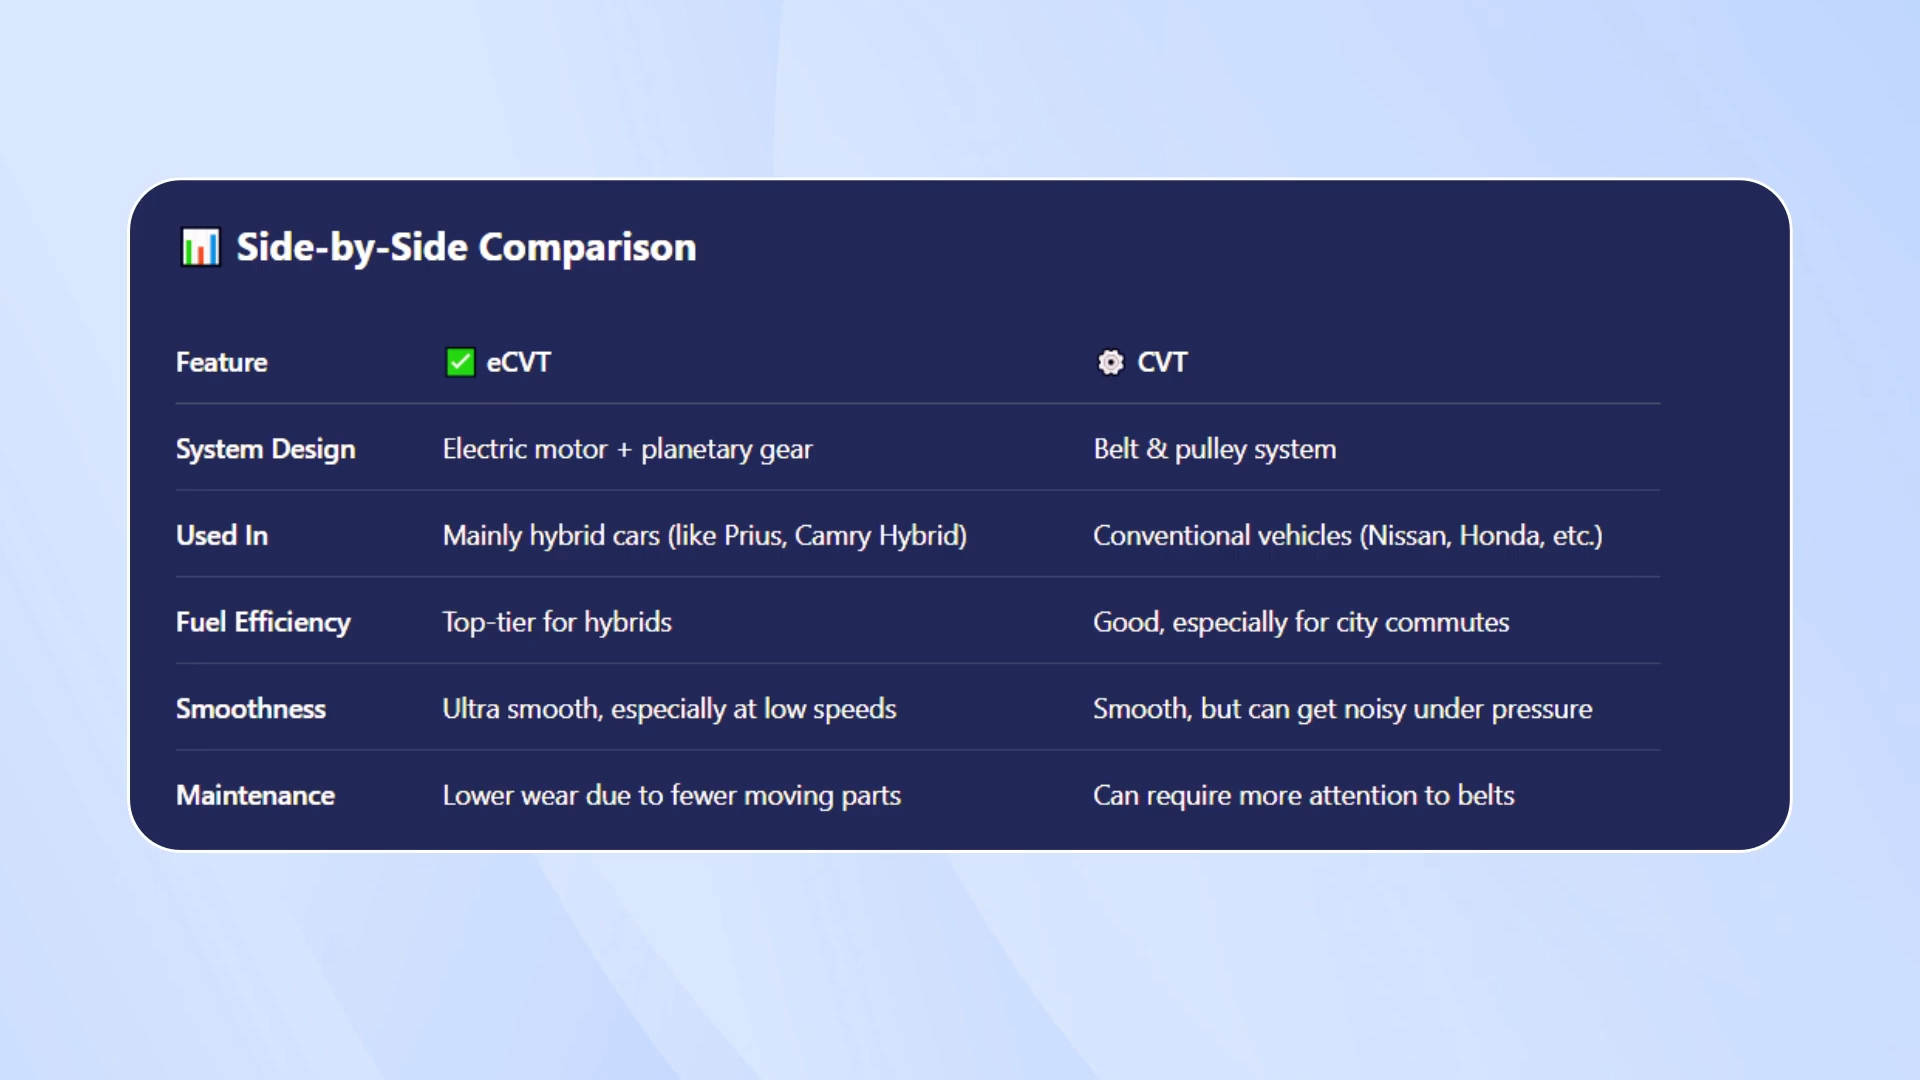 Side-by-Side Comparison
Feature eCVT CVT
System Design Electric motor + planetary gear Belt & pulley system
Used In Mainly hybrid cars (like Prius, Camry Hybrid) Conventional vehicles (Nissan, Honda, etc.)
Fuel Efficiency Top-tier for hybrids Good, especially for city commutes
Smoothness Ultra smooth, especially at low speeds Smooth, but can get noisy under pressure
Maintenance Lower wear due to fewer moving parts Can require more attention to belts